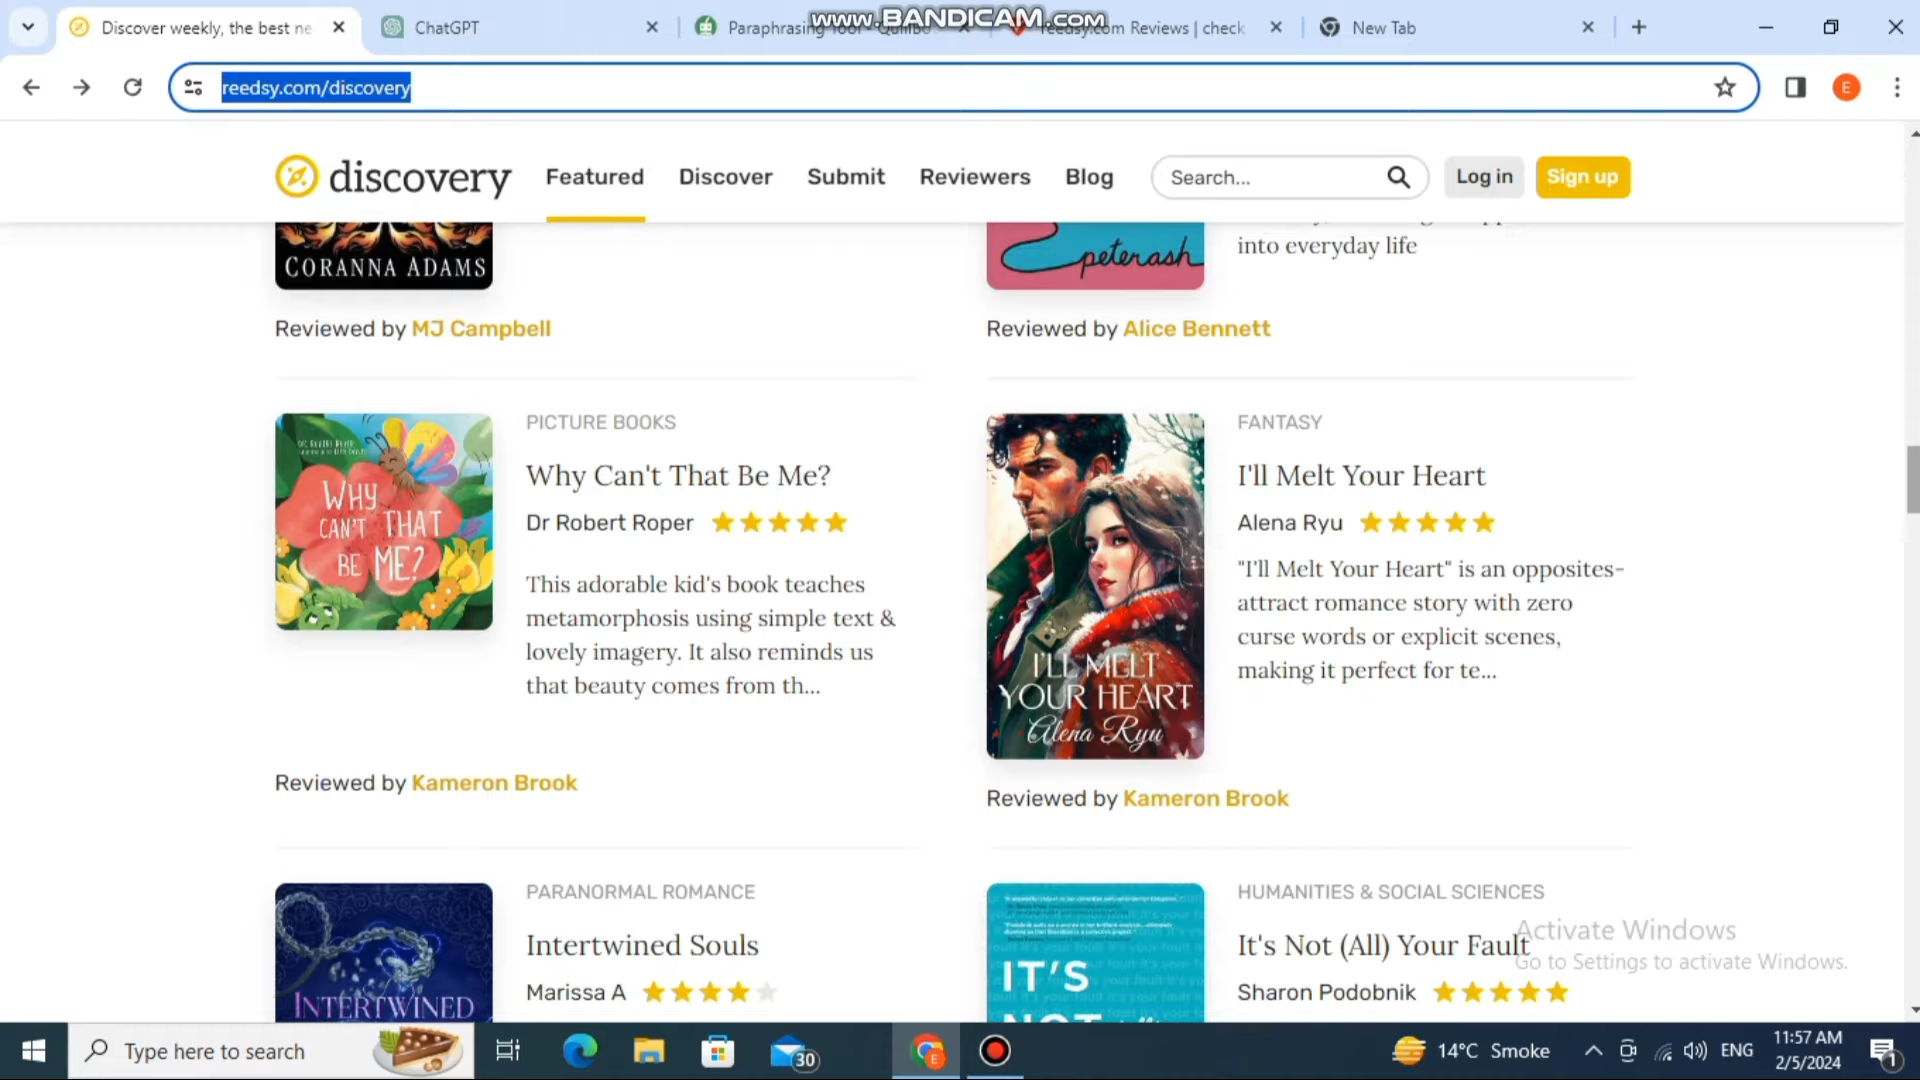 Discover weekly, the best ne
ChatGPT
Paraphrasing Tool - QuillBo
www.BANDICAM.com
reedsy.com Reviews | check
New Tab
reedsy.com/discovery
E
discovery
Featured
Discover
Submit
Reviewers
Blog
Search...
Log in
Sign up
CORANNA ADAMS
peterash
into everyday life
Reviewed by MJ Campbell
Reviewed by Alice Bennett
WHY
CAN'T THAT
BE ME?
PICTURE BOOKS
Why Can't That Be Me?
Dr Robert Roper
This adorable kid's book teaches
metamorphosis using simple text &
lovely imagery. It also reminds us
that beauty comes from th...
Reviewed by Kameron Brook
I'LL MELT
YOUR HEART
Alena Ryu
FANTASY
I'll Melt Your Heart
Alena Ryu
"I'll Melt Your Heart" is an opposites-
attract romance story with zero
curse words or explicit scenes,
making it perfect for te...
Reviewed by Kameron Brook
INTERTWINED
PARANORMAL ROMANCE
Intertwined Souls
Marissa A
IT'S
NOT
HUMANITIES & SOCIAL SCIENCES
It's Not (All) Your Fault
Sharon Podobnik
Activate Windows
Go to Settings to activate Windows.
Type here to search
30
E
14°C Smoke
ENG
11:57 AM
2/5/2024
1